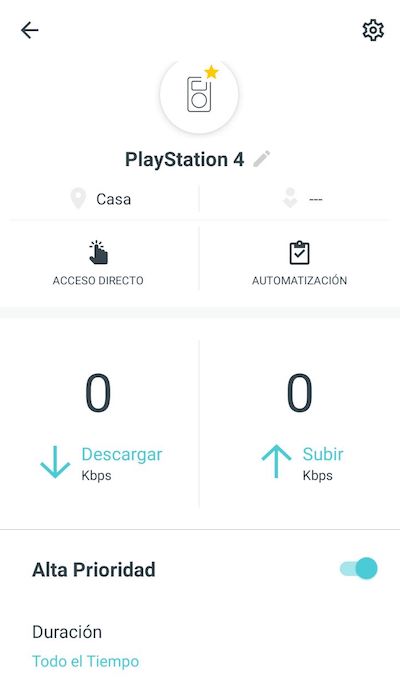 PlayStation 4
Casa
---
ACCESO DIRECTO
AUTOMATIZACIÓN
0
0
Descargar
Kbps
Subir
Kbps
Alta Prioridad
Duración
Todo el Tiempo